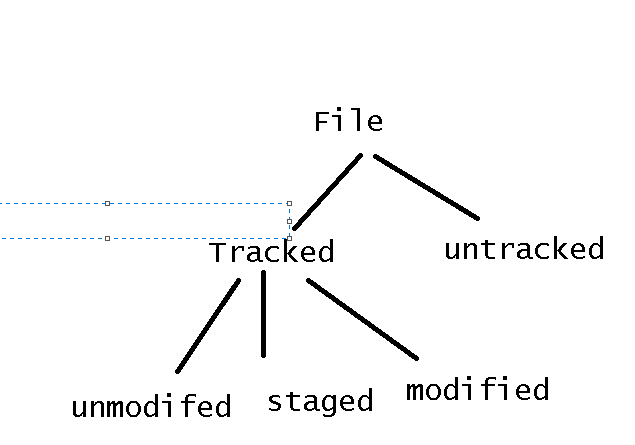 File
Tracked
untracked
unmodifed
staged
modified